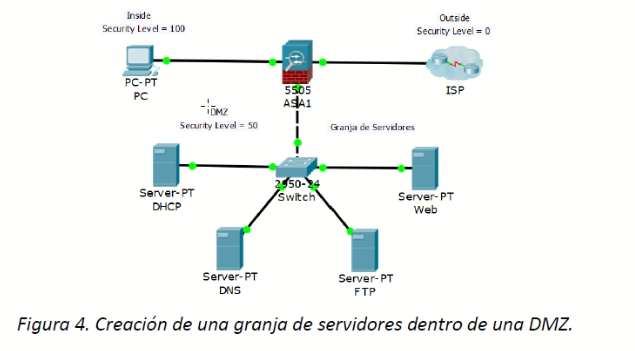 Inside
Security Level = 100
Outside
Security Level = 0
PC-PT
PC
5505
ASA1
ISP
DMZ
Security Level = 50
Granja de Servidores
Server-PT
DHCP
2950-24
Switch
Server-PT
Web
Server-PT
DNS
Server-PT
FTP
Figura 4. Creación de una granja de servidores dentro de una DMZ.